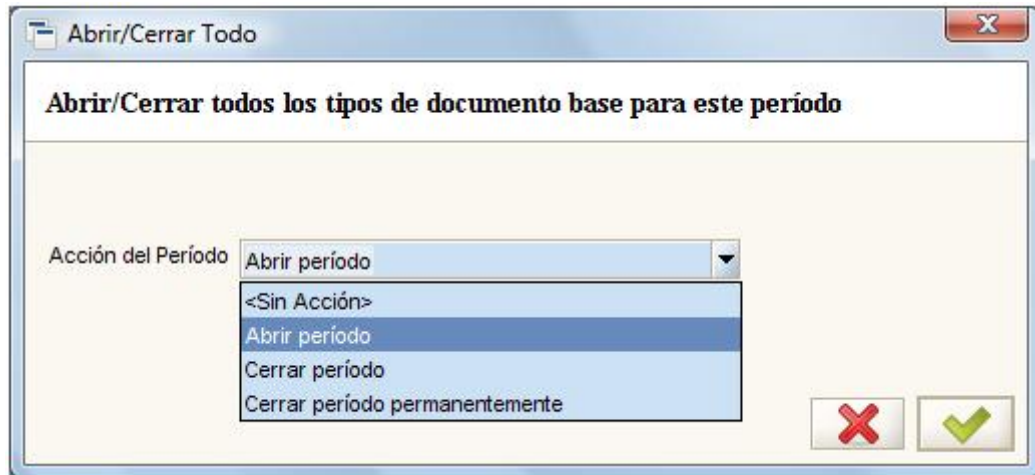 Abrir/Cerrar Todo
Abrir/Cerrar todos los tipos de documento base para este período
Acción del Período
Abrir período
<Sin Acción>
Abrir período
Cerrar período
Cerrar período permanentemente